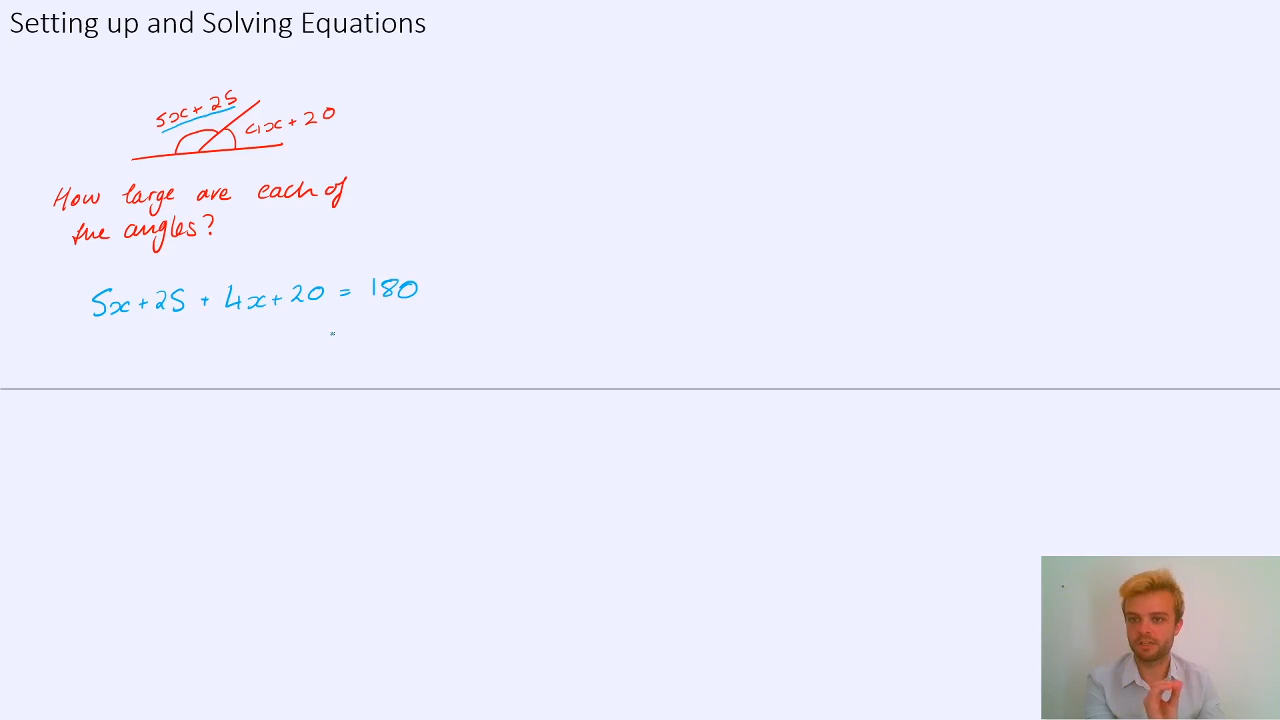 Setting up and Solving Equations
5x + 25
4x + 20
How large are each of
the angles?
5x + 25 + 4x + 20 = 180